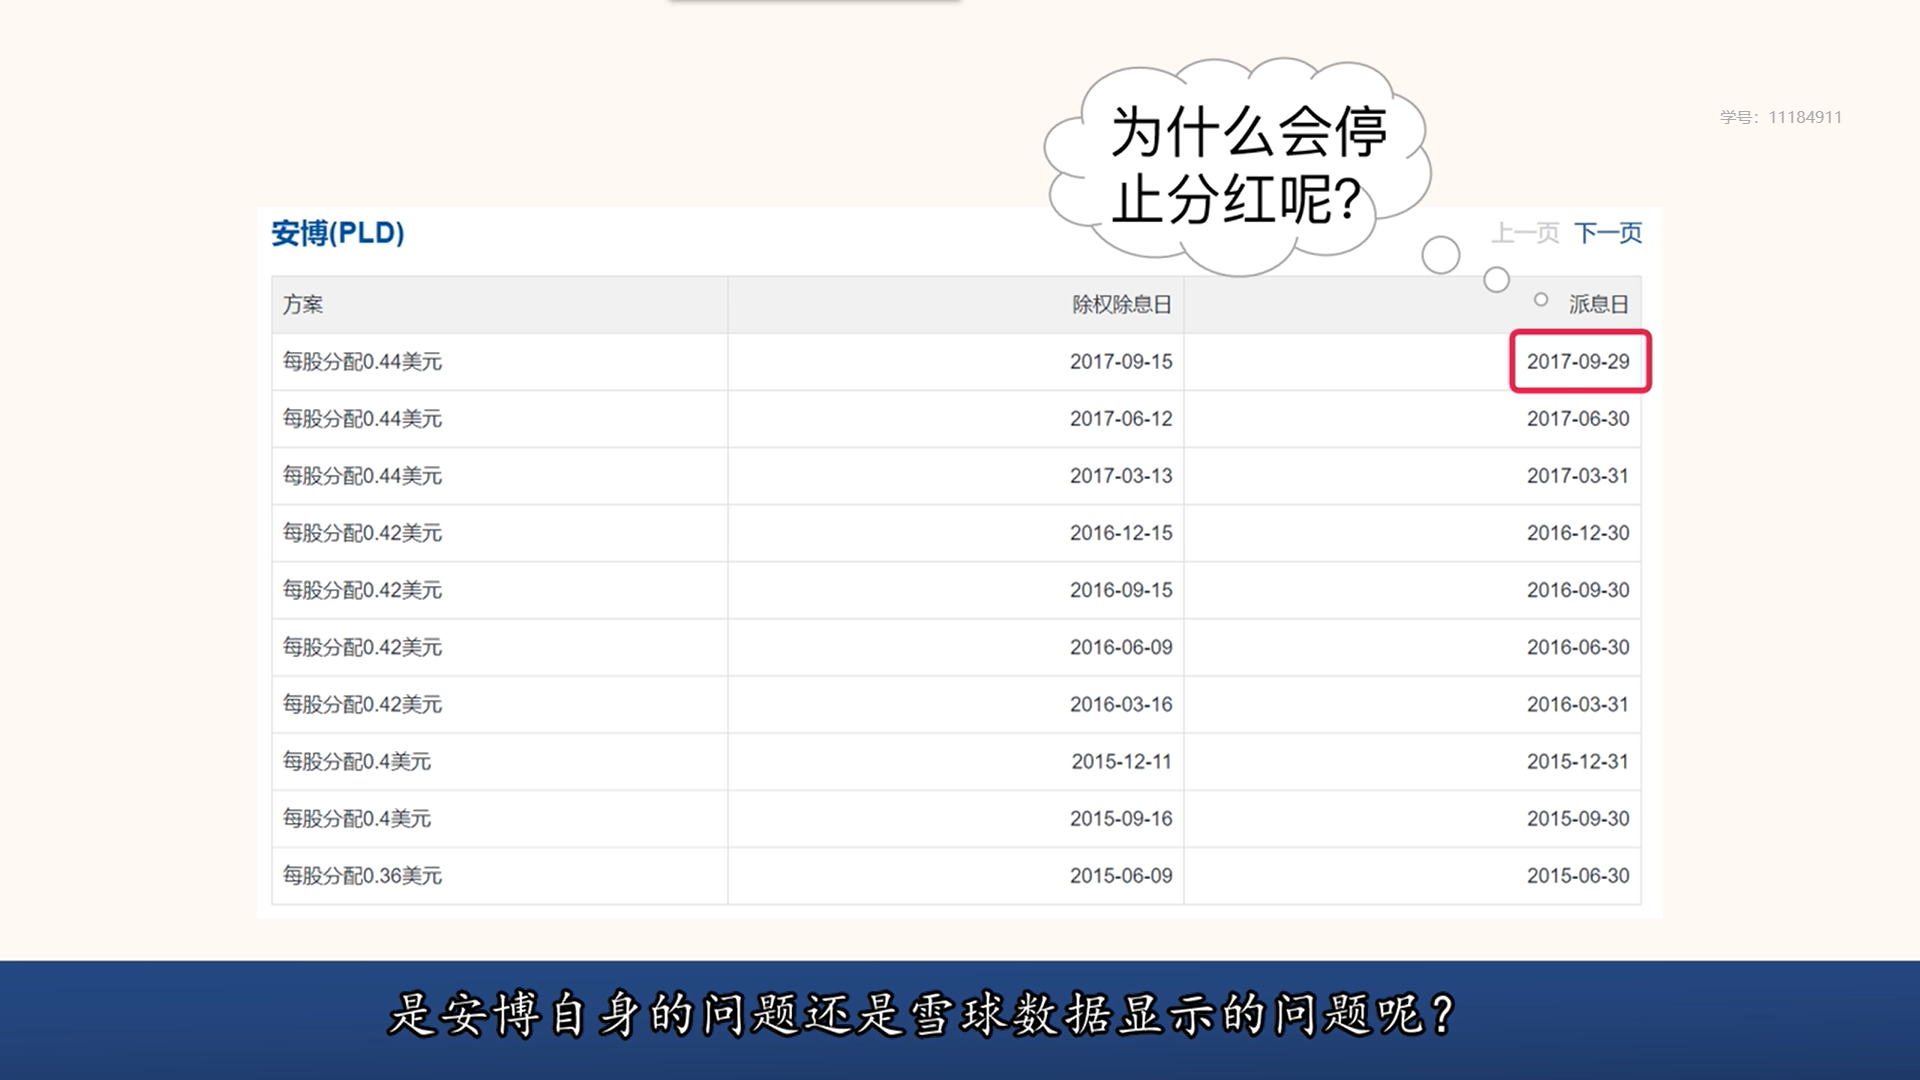 为什么会停
止分红呢?
学号：11184911
安博(PLD)
上一页 下一页
方案 除权除息日 派息日
每股分配0.44美元 2017-09-15 2017-09-29
每股分配0.44美元 2017-06-12 2017-06-30
每股分配0.44美元 2017-03-13 2017-03-31
每股分配0.42美元 2016-12-15 2016-12-30
每股分配0.42美元 2016-09-15 2016-09-30
每股分配0.42美元 2016-06-09 2016-06-30
每股分配0.42美元 2016-03-16 2016-03-31
每股分配0.4美元 2015-12-11 2015-12-31
每股分配0.4美元 2015-09-16 2015-09-30
每股分配0.36美元 2015-06-09 2015-06-30
是安博自身的问题还是雪球数据显示的问题呢?